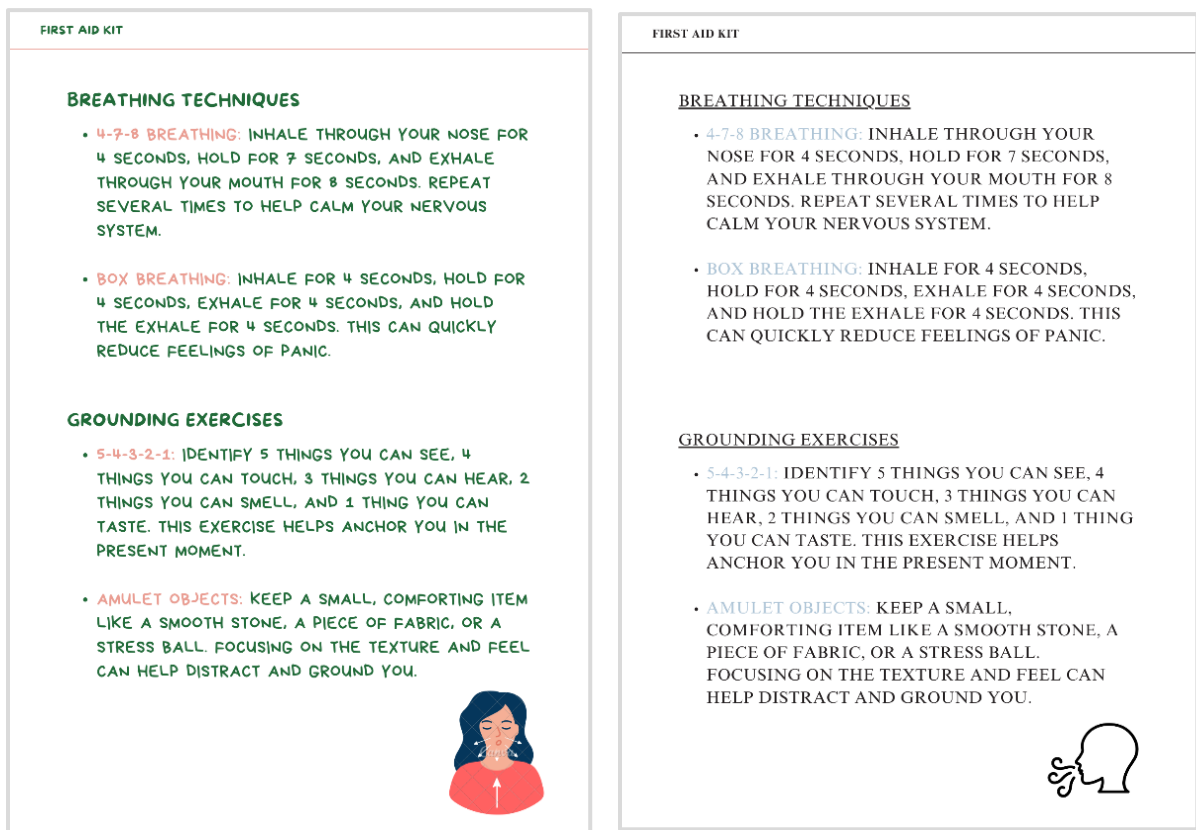 FIRST AID KIT
BREATHING TECHNIQUES
• 4-7-8 BREATHING: INHALE THROUGH YOUR NOSE FOR
4 SECONDS, HOLD FOR 7 SECONDS, AND EXHALE
THROUGH YOUR MOUTH FOR 8 SECONDS. REPEAT
SEVERAL TIMES TO HELP CALM YOUR NERVOUS
SYSTEM.
• BOX BREATHING: INHALE FOR 4 SECONDS, HOLD FOR
4 SECONDS, EXHALE FOR 4 SECONDS, AND HOLD
THE EXHALE FOR 4 SECONDS. THIS CAN QUICKLY
REDUCE FEELINGS OF PANIC.
GROUNDING EXERCISES
• 5-4-3-2-1: IDENTIFY 5 THINGS YOU CAN SEE, 4
THINGS YOU CAN TOUCH, 3 THINGS YOU CAN HEAR, 2
THINGS YOU CAN SMELL, AND 1 THING YOU CAN
TASTE. THIS EXERCISE HELPS ANCHOR YOU IN THE
PRESENT MOMENT.
• AMULET OBJECTS: KEEP A SMALL, COMFORTING ITEM
LIKE A SMOOTH STONE, A PIECE OF FABRIC, OR A
STRESS BALL. FOCUSING ON THE TEXTURE AND FEEL
CAN HELP DISTRACT AND GROUND YOU.
FIRST AID KIT
BREATHING TECHNIQUES
• 4-7-8 BREATHING: INHALE THROUGH YOUR
NOSE FOR 4 SECONDS, HOLD FOR 7 SECONDS,
AND EXHALE THROUGH YOUR MOUTH FOR 8
SECONDS. REPEAT SEVERAL TIMES TO HELP
CALM YOUR NERVOUS SYSTEM.
• BOX BREATHING: INHALE FOR 4 SECONDS,
HOLD FOR 4 SECONDS, EXHALE FOR 4 SECONDS,
AND HOLD THE EXHALE FOR 4 SECONDS. THIS
CAN QUICKLY REDUCE FEELINGS OF PANIC.
GROUNDING EXERCISES
• 5-4-3-2-1: IDENTIFY 5 THINGS YOU CAN SEE, 4
THINGS YOU CAN TOUCH, 3 THINGS YOU CAN
HEAR, 2 THINGS YOU CAN SMELL, AND 1 THING
YOU CAN TASTE. THIS EXERCISE HELPS
ANCHOR YOU IN THE PRESENT MOMENT.
• AMULET OBJECTS: KEEP A SMALL,
COMFORTING ITEM LIKE A SMOOTH STONE, A
PIECE OF FABRIC, OR A STRESS BALL.
FOCUSING ON THE TEXTURE AND FEEL CAN
HELP DISTRACT AND GROUND YOU.